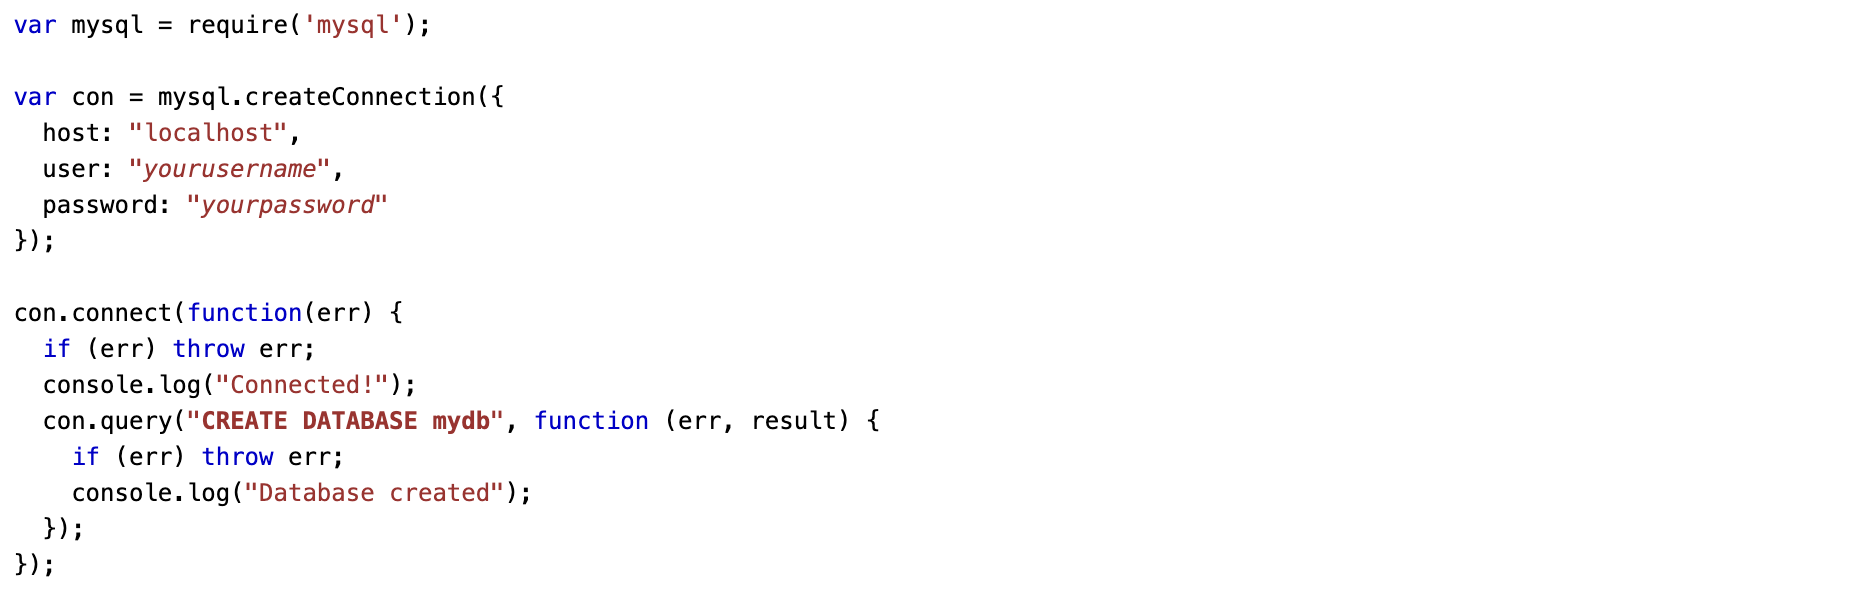 var mysql = require('mysql');

var con = mysql.createConnection({
  host: "localhost",
  user: "yourusername",
  password: "yourpassword"
});

con.connect(function(err) {
  if (err) throw err;
  console.log("Connected!");
  con.query("CREATE DATABASE mydb", function (err, result) {
    if (err) throw err;
    console.log("Database created");
  });
});